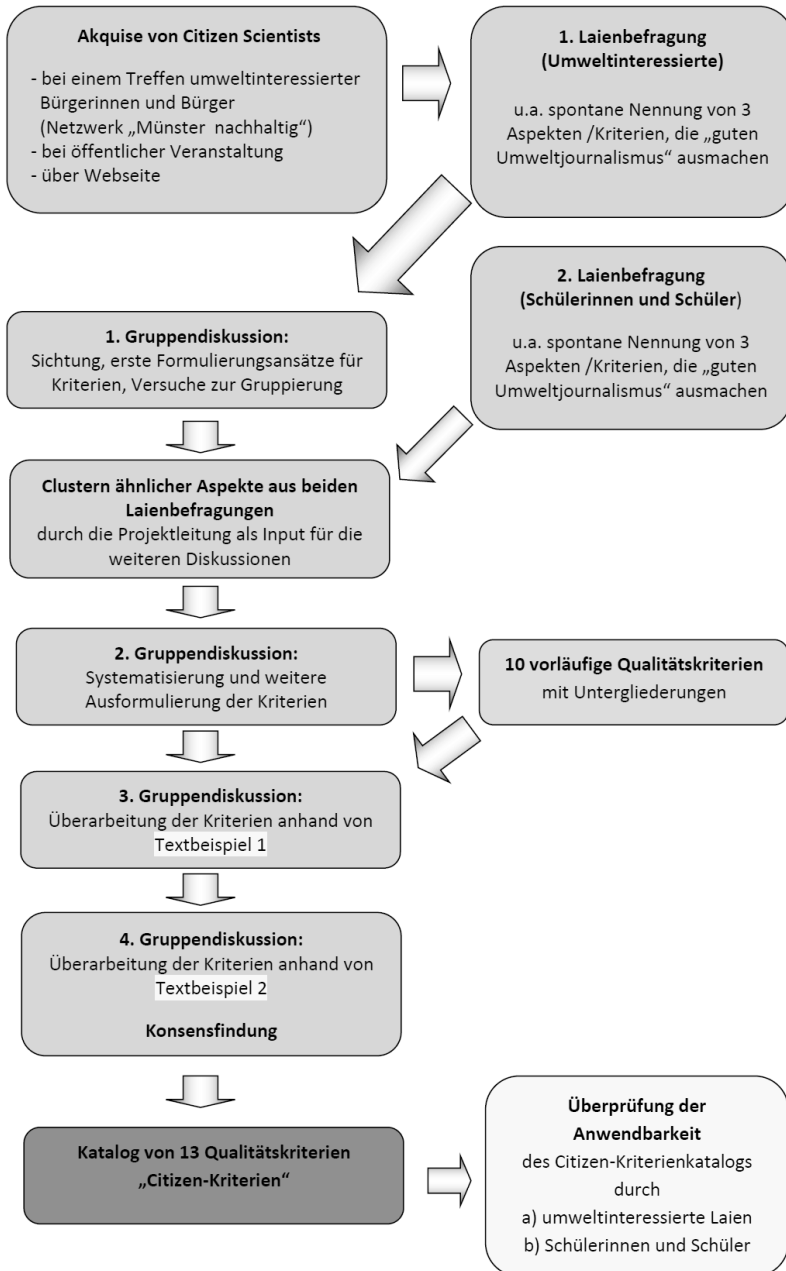 Akquise von Citizen Scientists
- bei einem Treffen umweltinteressierter
Bürgerinnen und Bürger
(Netzwerk „Münster nachhaltig“)
- bei öffentlicher Veranstaltung
- über Webseite
1. Laienbefragung
(Umweltinteressierte)
u.a. spontane Nennung von 3
Aspekten /Kriterien, die „guten
Umweltjournalismus“ ausmachen
2. Laienbefragung
(Schülerinnen und Schüler)
u.a. spontane Nennung von 3
Aspekten /Kriterien, die „guten
Umweltjournalismus“ ausmachen
1. Gruppendiskussion:
Sichtung, erste Formulierungsansätze für
Kriterien, Versuche zur Gruppierung
Clustern ähnlicher Aspekte aus beiden
Laienbefragungen
durch die Projektleitung als Input für die
weiteren Diskussionen
2. Gruppendiskussion:
Systematisierung und weitere
Ausformulierung der Kriterien
10 vorläufige Qualitätskriterien
mit Untergliederungen
3. Gruppendiskussion:
Überarbeitung der Kriterien anhand von
Textbeispiel 1
4. Gruppendiskussion:
Überarbeitung der Kriterien anhand von
Textbeispiel 2
Konsensfindung
Katalog von 13 Qualitätskriterien
„Citizen-Kriterien“
Überprüfung der
Anwendbarkeit
des Citizen-Kriterienkatalogs
durch
a) umweltinteressierte Laien
b) Schülerinnen und Schüler